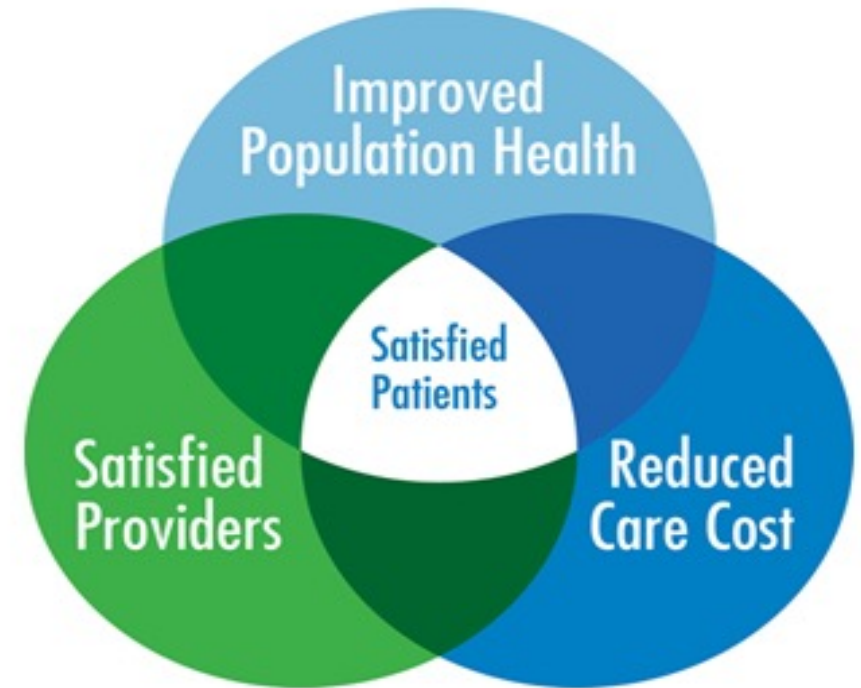 Improved
Population Health
Satisfied
Patients
Satisfied
Providers
Reduced
Care Cost